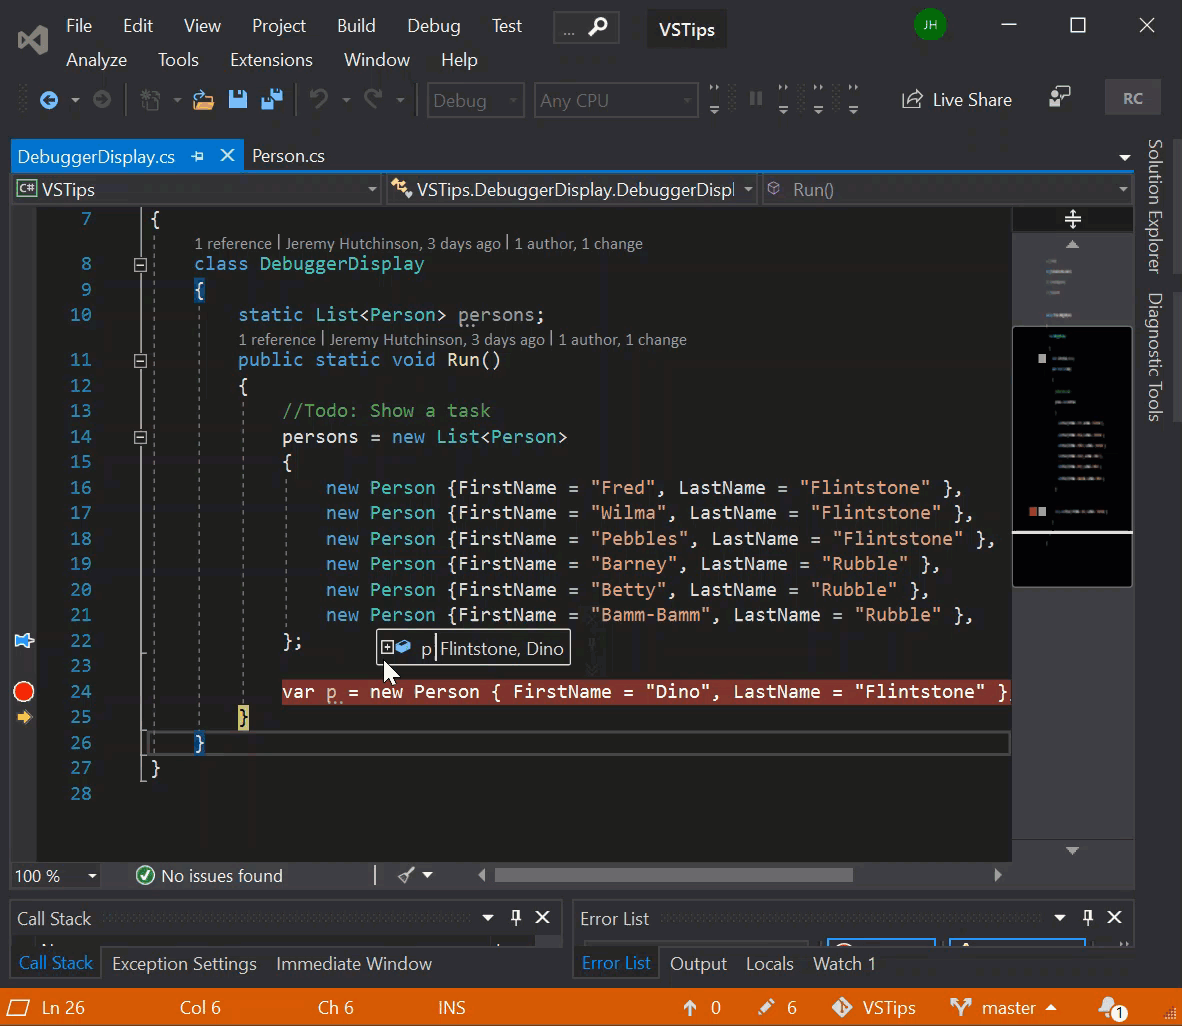 File Edit View Project Build Debug Test ... VSTips JH
Analyze Tools Extensions Window Help
Debug Any CPU Live Share RC
DebuggerDisplay.cs Person.cs
C# VSTips VSTips.DebuggerDisplay.DebuggerDispl Run()
Solution Explorer
Diagnostic Tools
7 {
1 reference | Jeremy Hutchinson, 3 days ago | 1 author, 1 change
8 class DebuggerDisplay
9 {
10 static List<Person> persons;
1 reference | Jeremy Hutchinson, 3 days ago | 1 author, 1 change
11 public static void Run()
12 {
13 //Todo: Show a task
14 persons = new List<Person>
15 {
16 new Person {FirstName = "Fred", LastName = "Flintstone" },
17 new Person {FirstName = "Wilma", LastName = "Flintstone" },
18 new Person {FirstName = "Pebbles", LastName = "Flintstone" },
19 new Person {FirstName = "Barney", LastName = "Rubble" },
20 new Person {FirstName = "Betty", LastName = "Rubble" },
21 new Person {FirstName = "Bamm-Bamm", LastName = "Rubble" },
22 };
p Flintstone, Dino
23
24 var p = new Person { FirstName = "Dino", LastName = "Flintstone" }
25 }
26 }
27 }
28
100 % No issues found
Call Stack
Error List
Call Stack Exception Settings Immediate Window
Error List Output Locals Watch 1
Ln 26 Col 6 Ch 6 INS 0 6 VSTips master 1